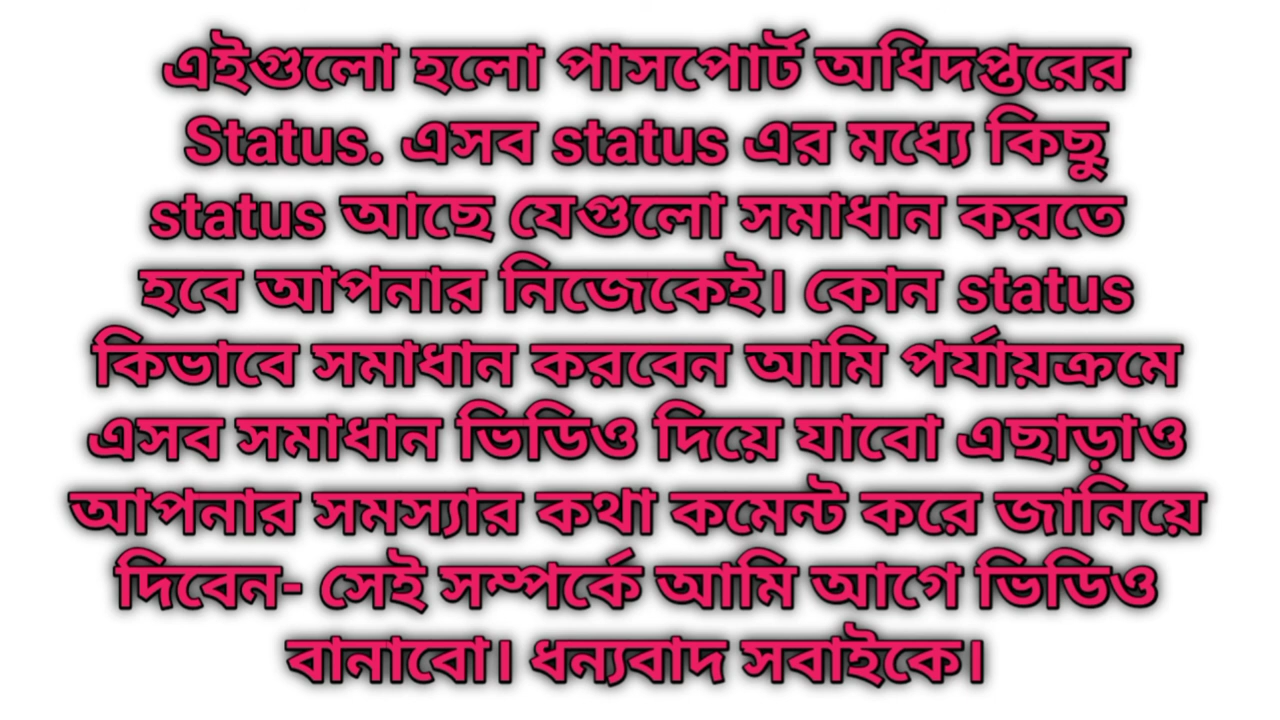 এইগুলো হলো পাসপোর্ট অধিদপ্তরের
Status. এসব status এর মধ্যে কিছু
status আছে যেগুলো সমাধান করতে
হবে আপনার নিজেকেই। কোন status
কিভাবে সমাধান করবেন আমি পর্যায়ক্রমে
এসব সমাধান ভিডিও দিয়ে যাবো এছাড়াও
আপনার সমস্যার কথা কমেন্ট করে জানিয়ে
দিবেন- সেই সম্পর্কে আমি আগে ভিডিও
বানাবো। ধন্যবাদ সবাইকে।